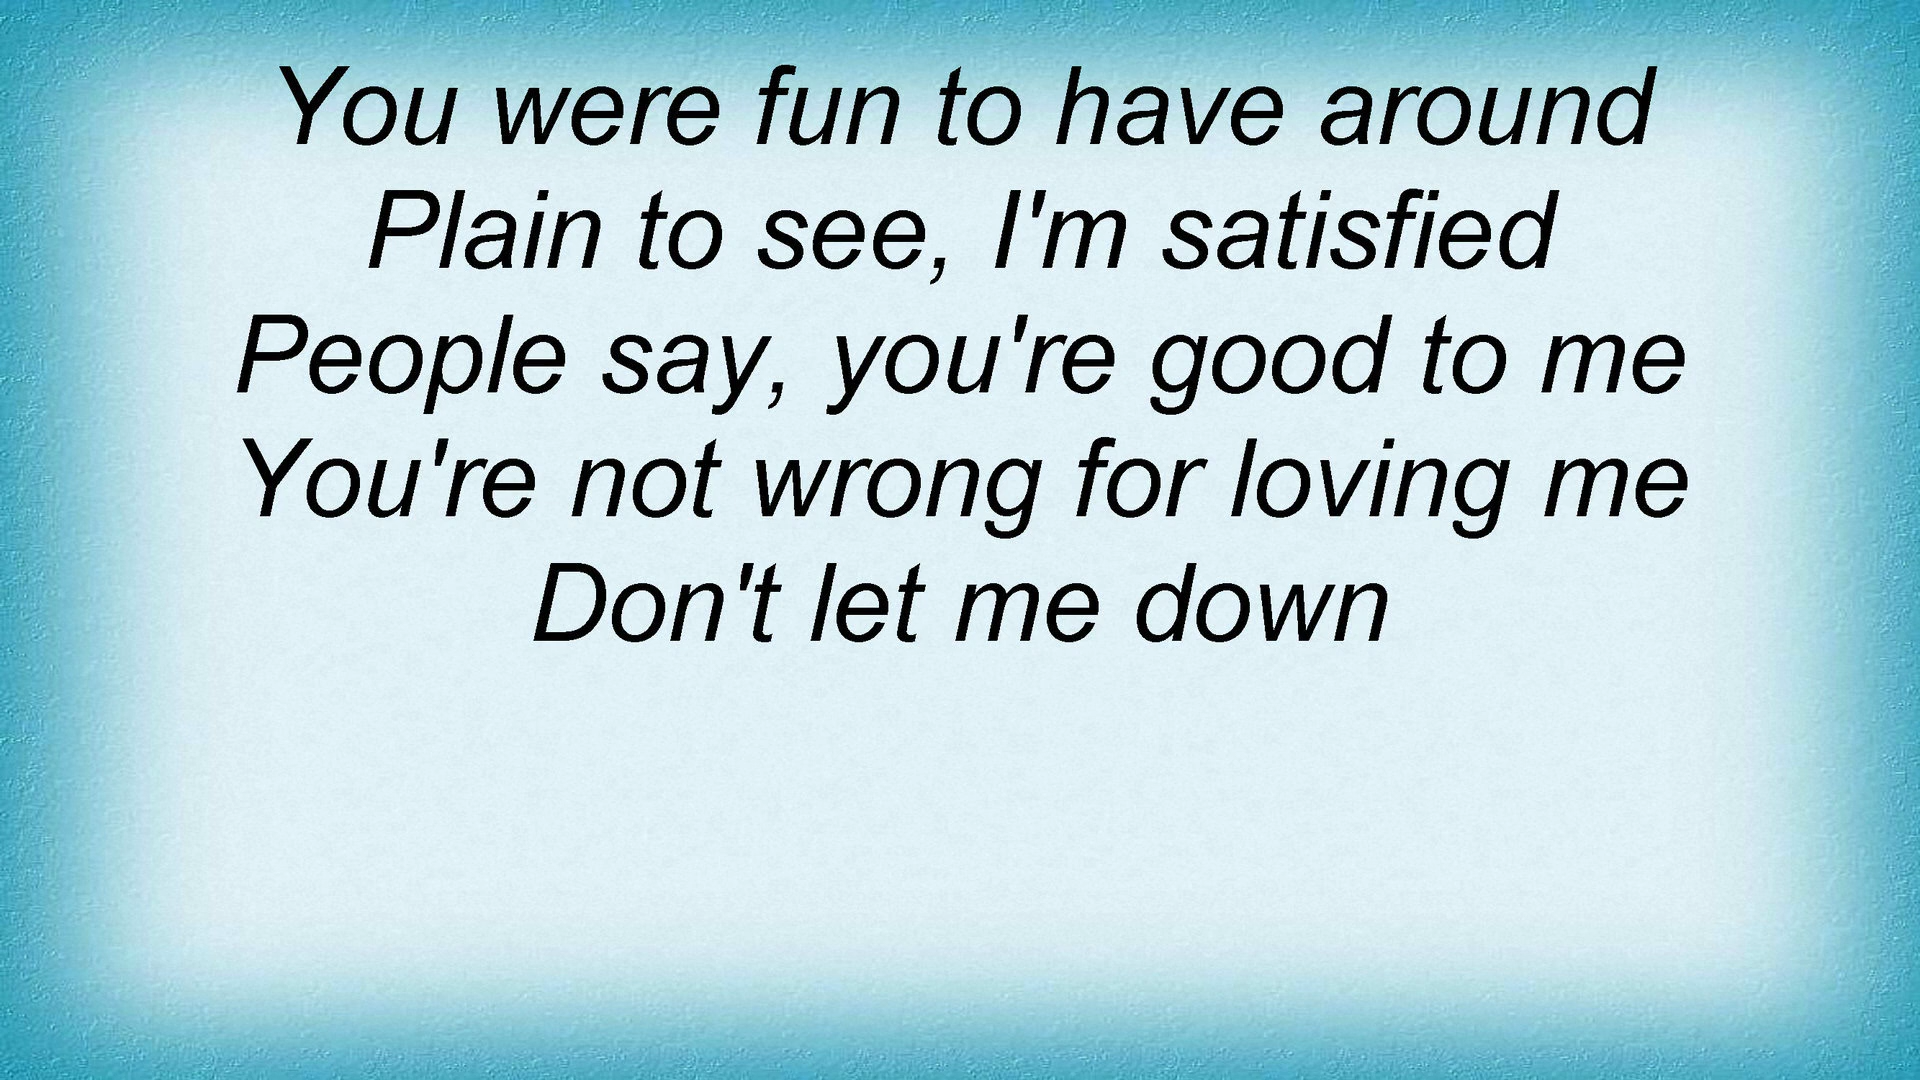 You were fun to have around
Plain to see, I'm satisfied
People say, you're good to me
You're not wrong for loving me
Don't let me down